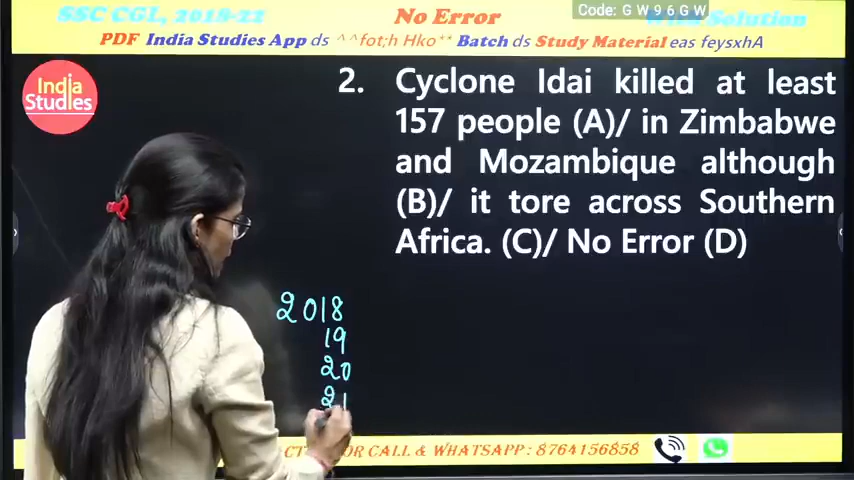 SSC CGL, 2018-22
No Error
Code: G W 9 6 G W
With Solution
PDF India Studies App ds ^^fot;h Hko** Batch ds Study Material eas feysxhA
India
Studies
2. Cyclone Idai killed at least
157 people (A)/ in Zimbabwe
and Mozambique although
(B)/ it tore across Southern
Africa. (C)/ No Error (D)
2018
19
20
21
FOR CALL & WHATSAPP : 8764156858